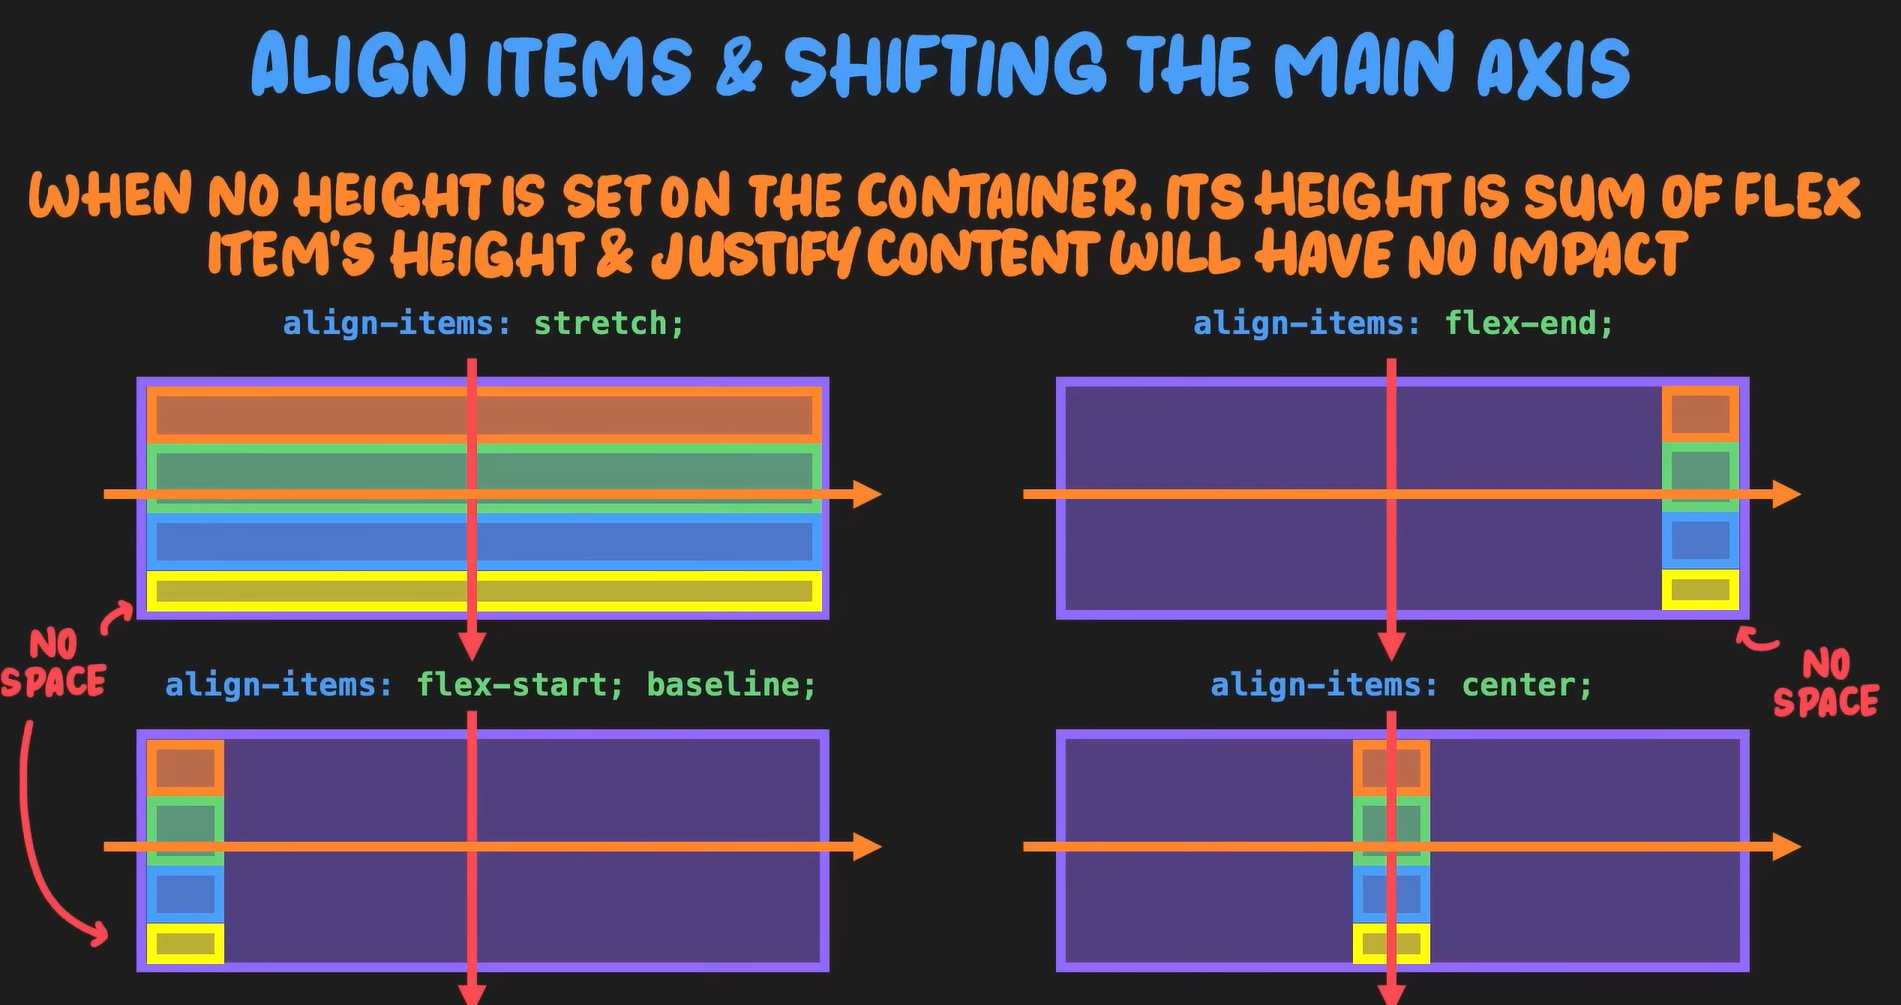 ALIGN ITEMS & SHIFTING THE MAIN AXIS
WHEN NO HEIGHT IS SET ON THE CONTAINER, ITS HEIGHT IS SUM OF FLEX
ITEM'S HEIGHT & JUSTIFY CONTENT WILL HAVE NO IMPACT
align-items: stretch;
align-items: flex-end;
NO
SPACE
NO
SPACE
align-items: flex-start; baseline;
align-items: center;